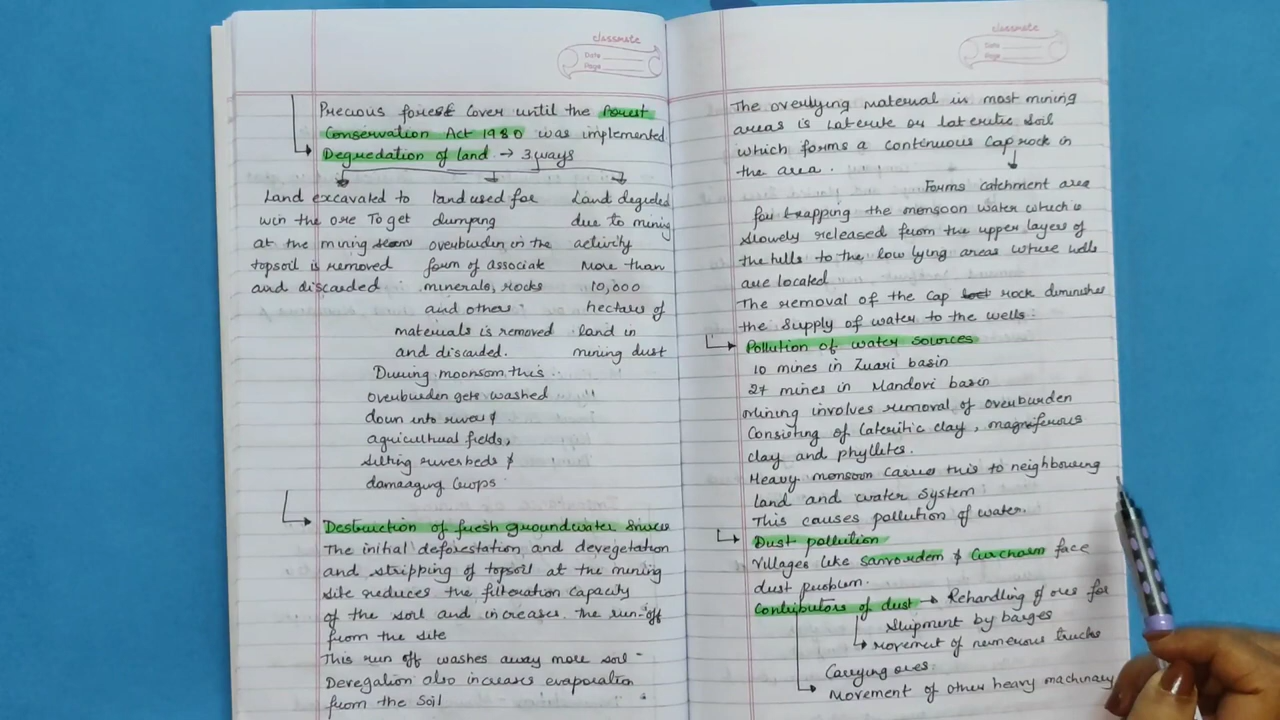 classmate
Date
Page
Precious forest Cover until the Forest
Conservation Act 1980 was implemented
Degredation of land → 3 ways
Land excavated to
win the ore To get
at the mining
topsoil is removed
and discarded
land used for
dumping
overburden in the
form of associate
minerals, rocks
and others
materials is removed
and discarded.
During moonsom this
overburden gets washed
down into river &
agricultural fields,
silting riverbeds &
damaging crops
Land degraded
due to mining
activity
More than
10,000
hectares of
land in
mining dust
Destruction of fresh groundwater
The initial deforestation and devegetation
and stripping of topsoil at the mining
site reduces the filteration capacity
of the soil and increases the run-off
from the site
This run off washes away more soil
Deregation also increases evaporation
from the soil
classmate
Date
Page
The overlying material in most mining
areas is Laterite or lateritic soil
which forms a continuous Cap rock in
the area.
Forms catchment area
for trapping the monsoon water which is
slowely released from the upper layers of
the hills to the low lying areas where wells
are located
The removal of the cap rock diminishes
the supply of water to the wells.
Pollution of water sources
10 mines in Zuari basin
27 mines in Mandovi basin
Mining involves removal of overburden
Consisting of lateritic clay, magniferous
clay and phyllites.
Heavy monsoon carries this to neighbouring
land and water system
This causes pollution of water.
Dust pollution
Villages like Sanvordem & Curchorem face
dust problem.
Contributors of dust → Rehandling of ores for
Shipment by barges
→ Movement of numerous trucks
Carrying ores.
→ Movement of other heavy machinary